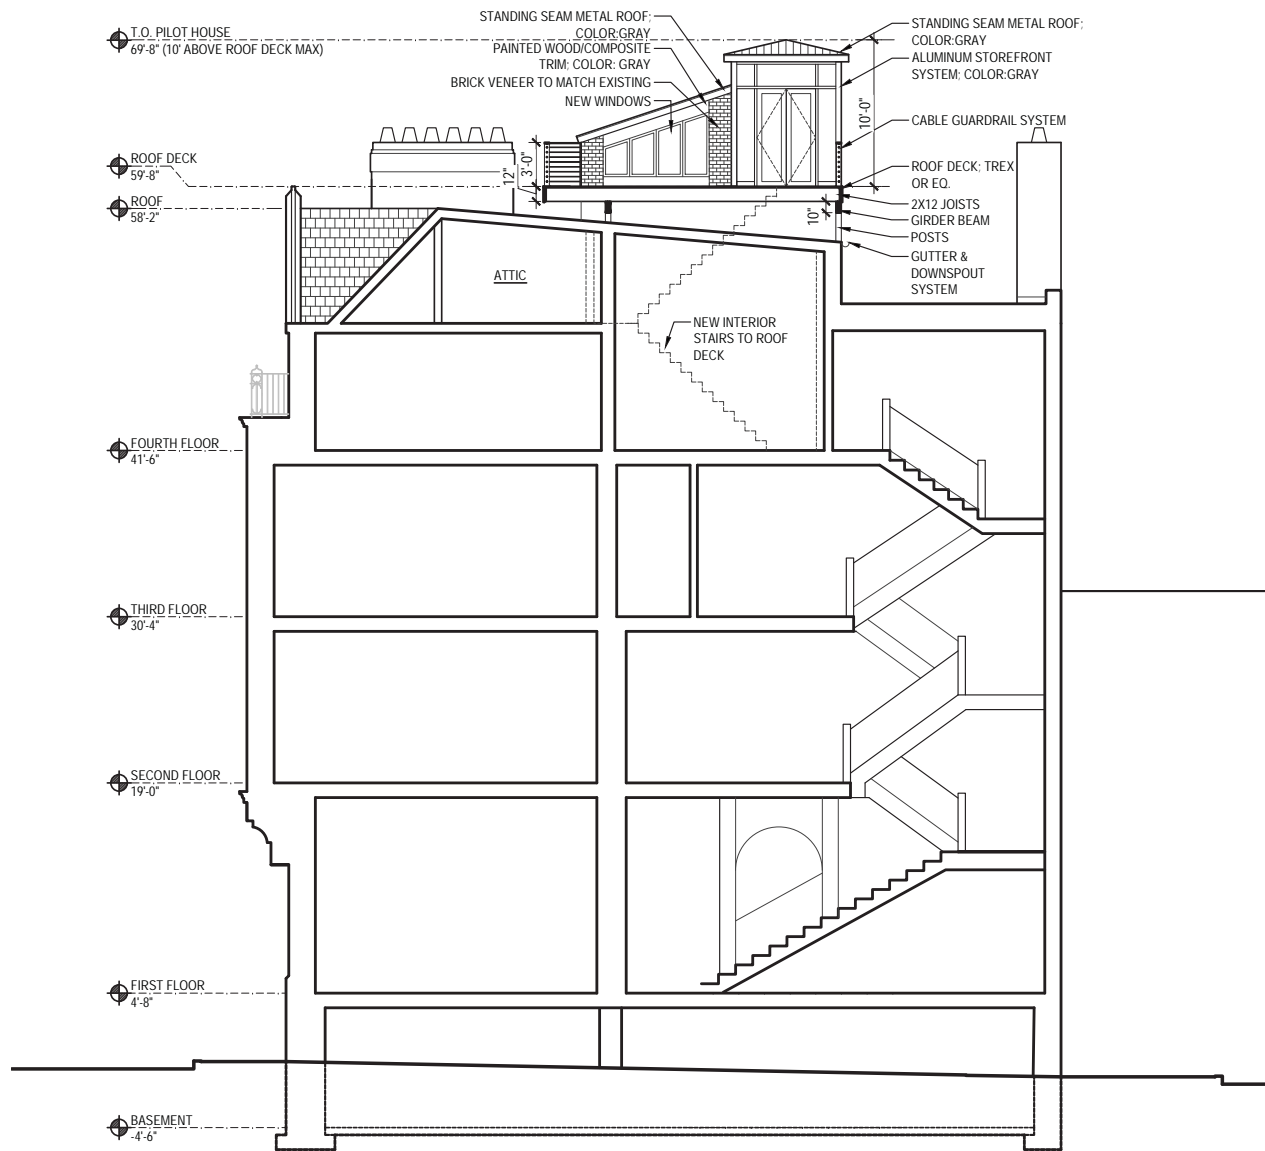 T.O. PILOT HOUSE
69'-8" (10' ABOVE ROOF DECK MAX)
STANDING SEAM METAL ROOF;
COLOR:GRAY
PAINTED WOOD/COMPOSITE
TRIM; COLOR: GRAY
BRICK VENEER TO MATCH EXISTING
NEW WINDOWS
STANDING SEAM METAL ROOF;
COLOR:GRAY
ALUMINUM STOREFRONT
SYSTEM; COLOR:GRAY
10'-0"
CABLE GUARDRAIL SYSTEM
ROOF DECK
59'-8"
12"
3'-0"
ROOF DECK; TREX
OR EQ.
ROOF
58'-2"
10"
2X12 JOISTS
GIRDER BEAM
POSTS
GUTTER &
DOWNSPOUT
SYSTEM
ATTIC
NEW INTERIOR
STAIRS TO ROOF
DECK
FOURTH FLOOR
41'-6"
THIRD FLOOR
30'-4"
SECOND FLOOR
19'-0"
FIRST FLOOR
4'-8"
BASEMENT
-4'-6"